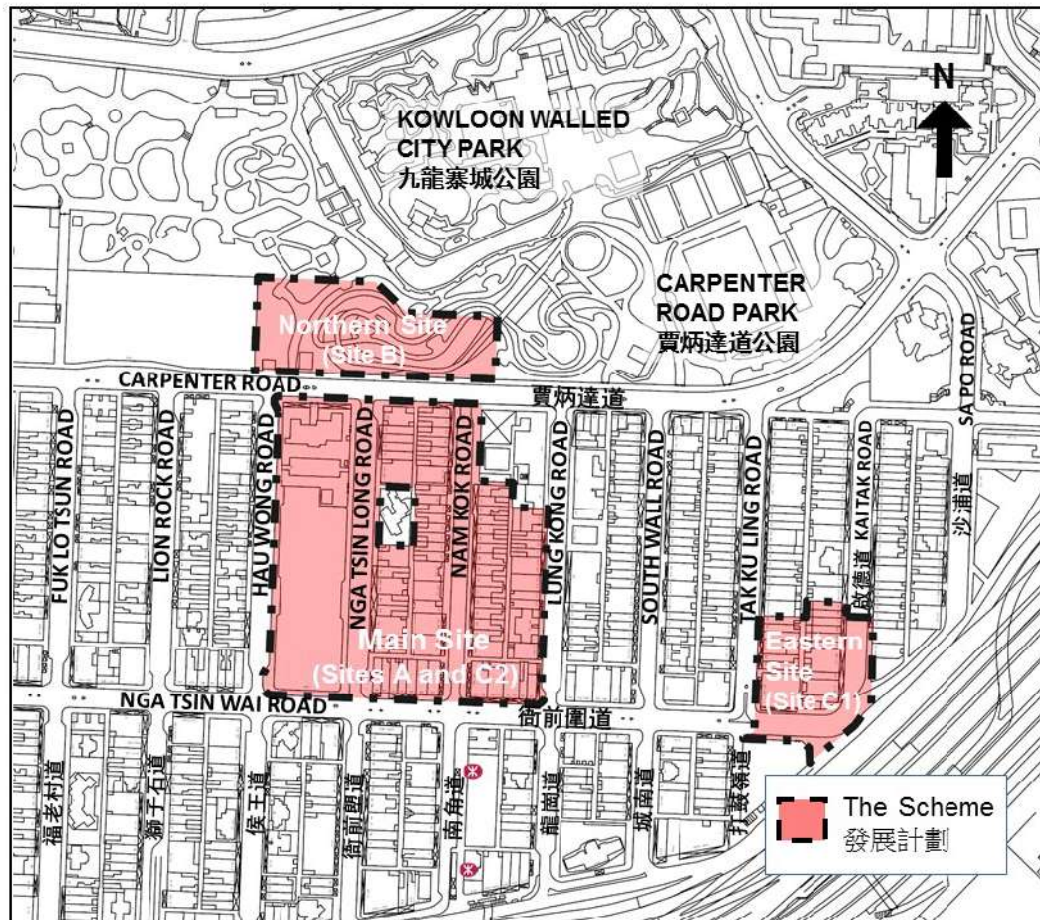 KOWLOON WALLED
CITY PARK
九龍寨城公園
N
CARPENTER
ROAD PARK
賈炳達道公園
Northern Site
(Site B)
CARPENTER ROAD
賈炳達道
FUK LO TSUN ROAD
LION ROCK ROAD
HAU WONG ROAD
NGA TSIN LONG ROAD
NAM KOK ROAD
LUNG KONG ROAD
SOUTH WALL ROAD
TAK KU LING ROAD
啟德道 KAI TAK ROAD
SA PO ROAD
沙浦道
Main Site
(Sites A and C2)
Eastern
Site
(Site C1)
NGA TSIN WAI ROAD
衙前圍道
福老村道
獅子石道
侯王道
衙前塱道
南角道
龍崗道
城南道
打鼓嶺道
The Scheme
發展計劃